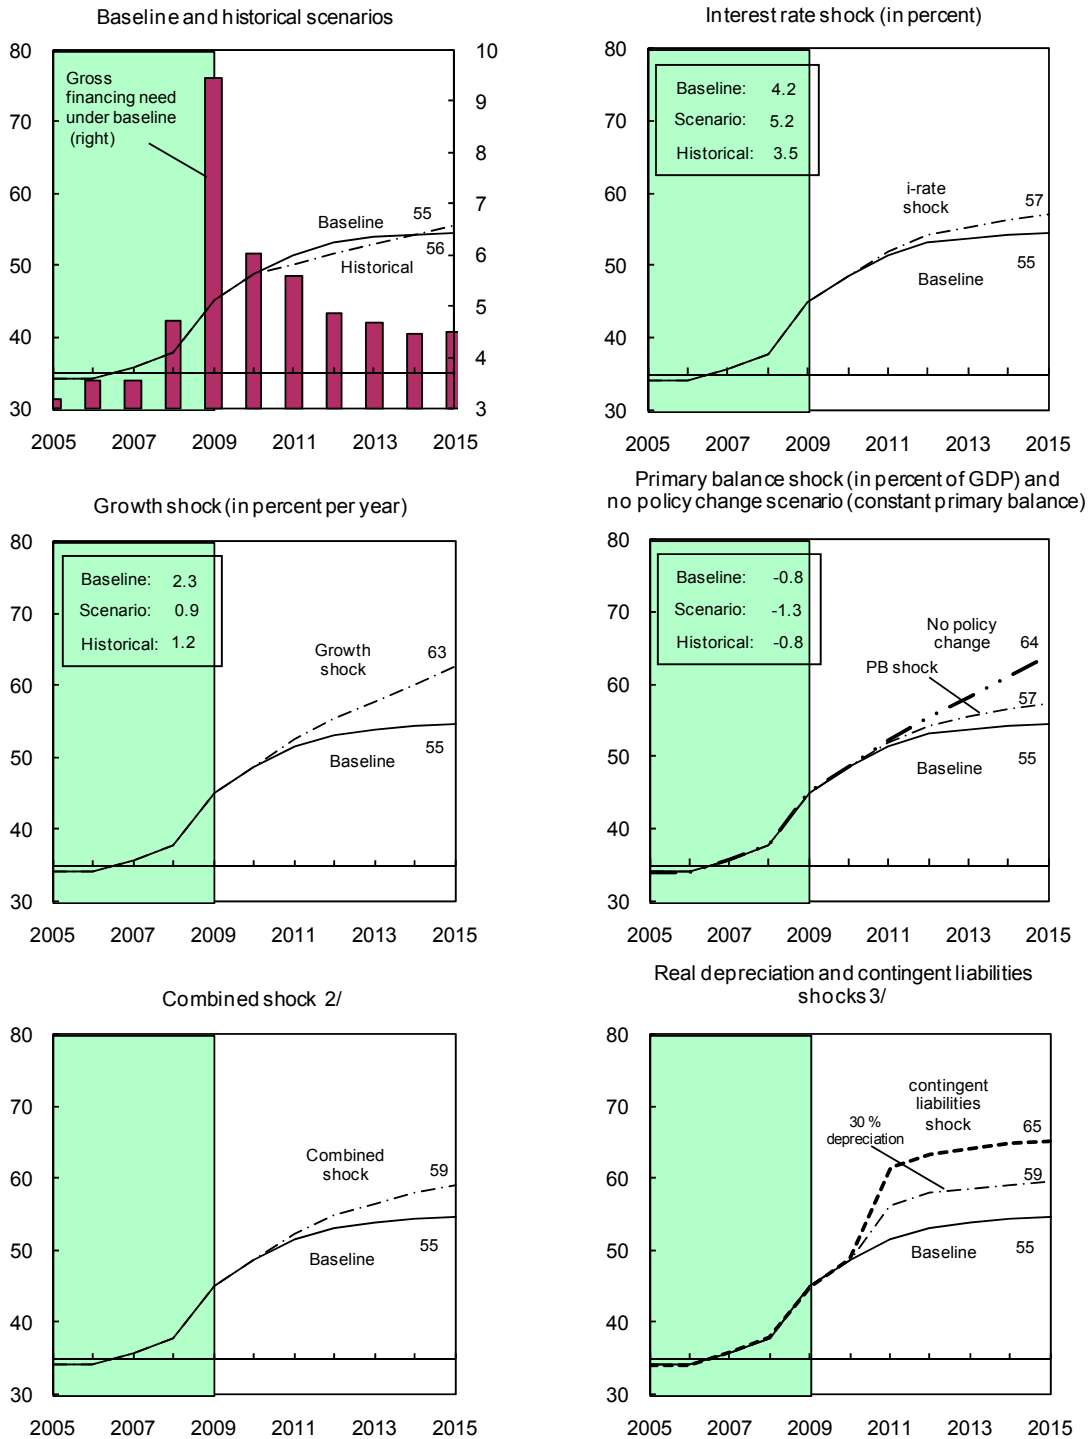 Baseline and historical scenarios
80
70
60
50
40
30
10
9
8
7
6
5
4
3
Gross
financing need
under baseline
(right)
Baseline
55
56
Historical
2005 2007 2009 2011 2013 2015
Interest rate shock (in percent)
80
70
60
50
40
30
Baseline: 4.2
Scenario: 5.2
Historical: 3.5
i-rate
shock
57
55
Baseline
2005 2007 2009 2011 2013 2015
Growth shock (in percent per year)
80
70
60
50
40
30
Baseline: 2.3
Scenario: 0.9
Historical: 1.2
Growth
shock
63
55
Baseline
2005 2007 2009 2011 2013 2015
Primary balance shock (in percent of GDP) and
no policy change scenario (constant primary balance)
80
70
60
50
40
30
Baseline: -0.8
Scenario: -1.3
Historical: -0.8
No policy
change
64
PB shock
57
55
Baseline
2005 2007 2009 2011 2013 2015
Combined shock 2/
80
70
60
50
40
30
Combined
shock
59
55
Baseline
2005 2007 2009 2011 2013 2015
Real depreciation and contingent liabilities
shocks 3/
80
70
60
50
40
30
contingent
liabilities
shock
30 %
depreciation
65
59
55
Baseline
2005 2007 2009 2011 2013 2015